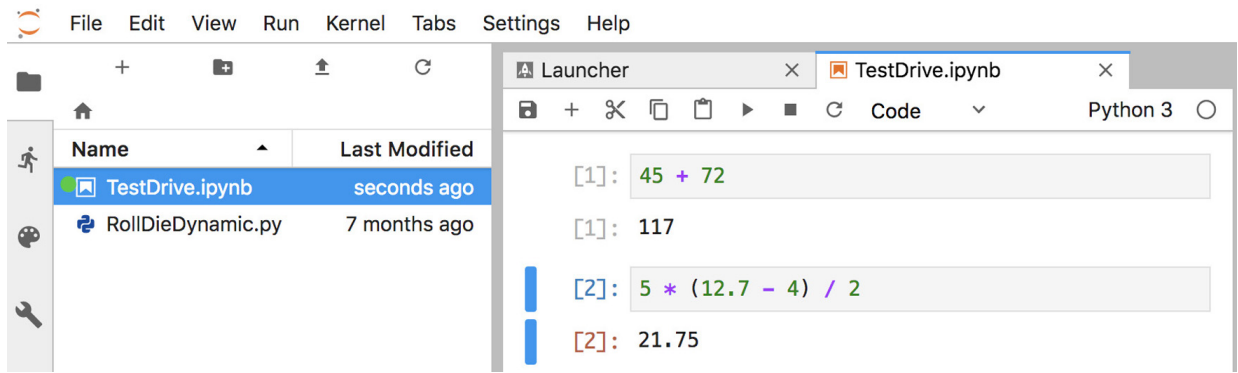 File Edit View Run Kernel Tabs Settings Help
Launcher
TestDrive.ipynb
Code
Python 3
Name Last Modified
TestDrive.ipynb seconds ago
RollDieDynamic.py 7 months ago
[1]: 45 + 72
[1]: 117
[2]: 5 * (12.7 - 4) / 2
[2]: 21.75